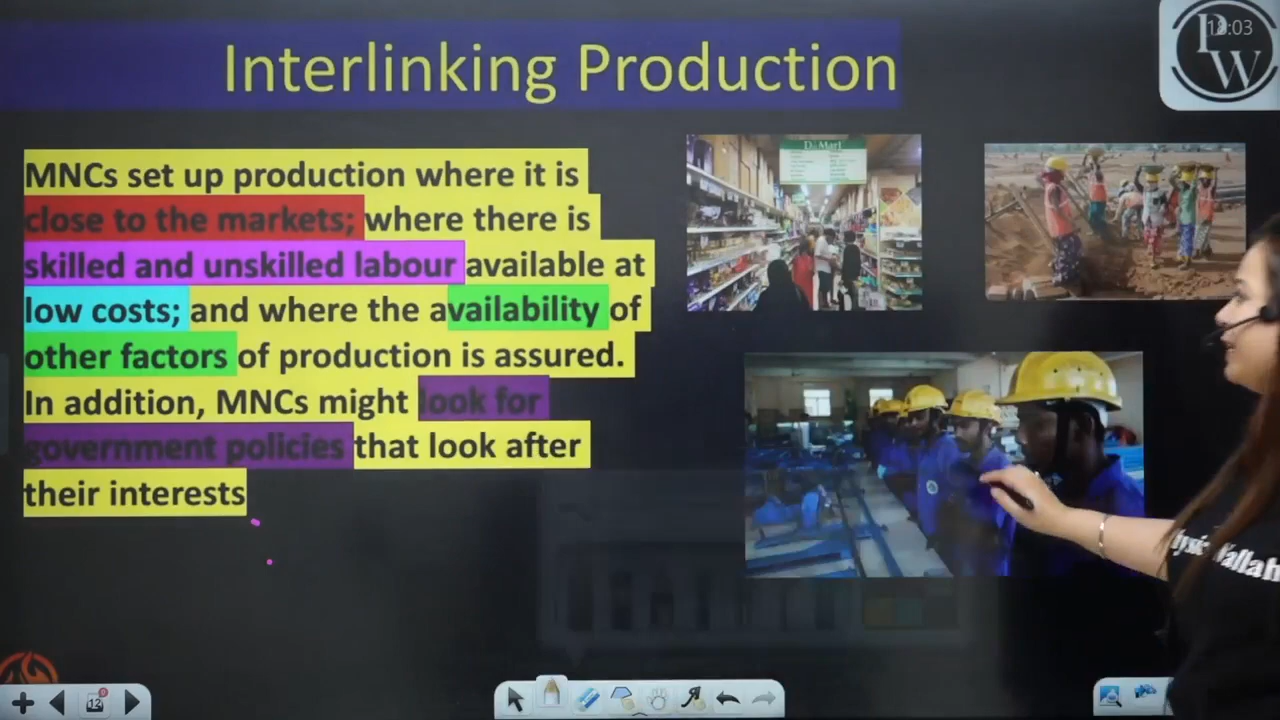 Interlinking Production
18:03
P
W
MNCs set up production where it is
close to the markets; where there is
skilled and unskilled labour available at
low costs; and where the availability of
other factors of production is assured.
In addition, MNCs might look for
government policies that look after
their interests
D Mart
12